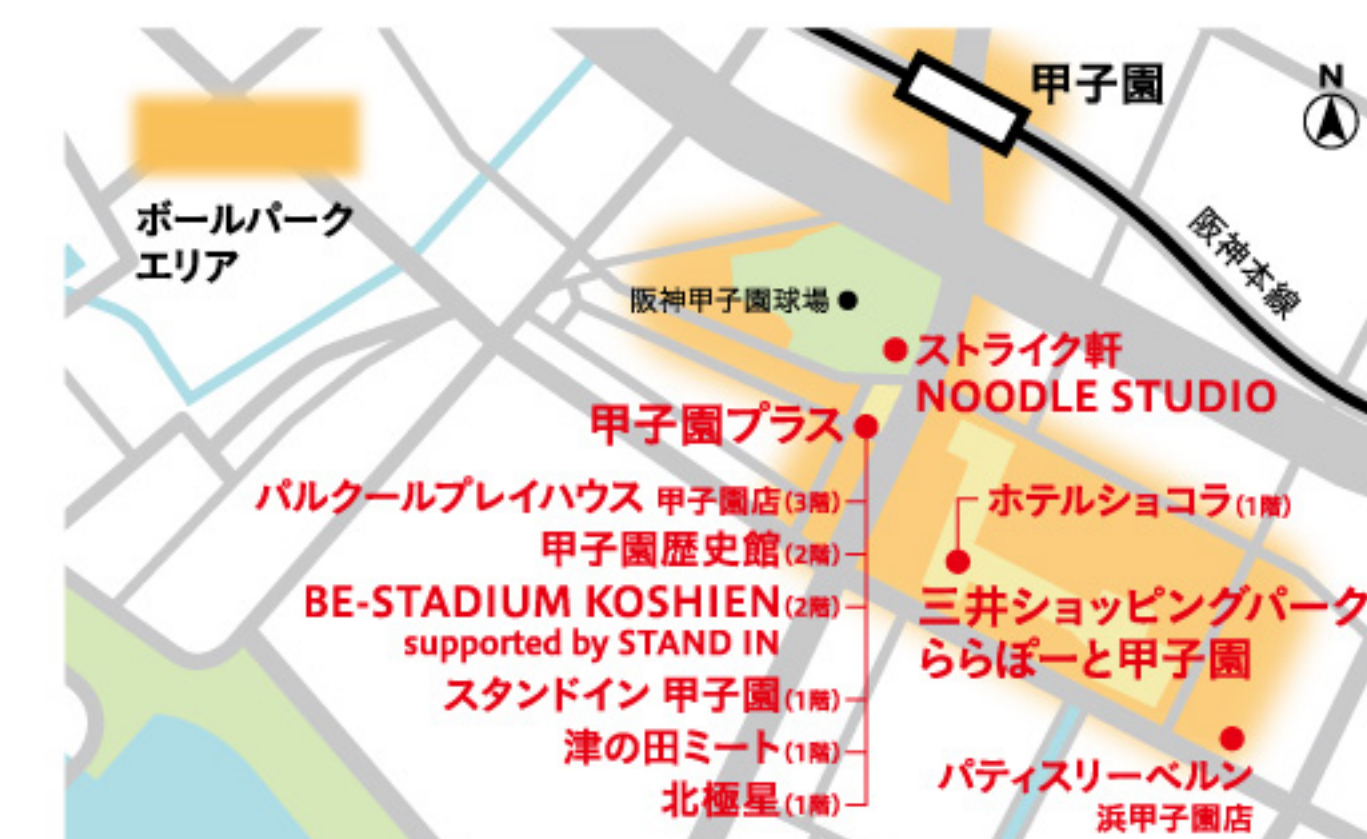 甲子園
N
阪神本線
ボールパーク
エリア
阪神甲子園球場
ストライク軒
NOODLE STUDIO
甲子園プラス
パルクールプレイハウス 甲子園店(3階)
甲子園歴史館(2階)
BE-STADIUM KOSHIEN(2階)
supported by STAND IN
スタンドイン 甲子園(1階)
津の田ミート(1階)
北極星(1階)
ホテルショコラ(1階)
三井ショッピングパーク
ららぽーと甲子園
パティスリーベルン
浜甲子園店